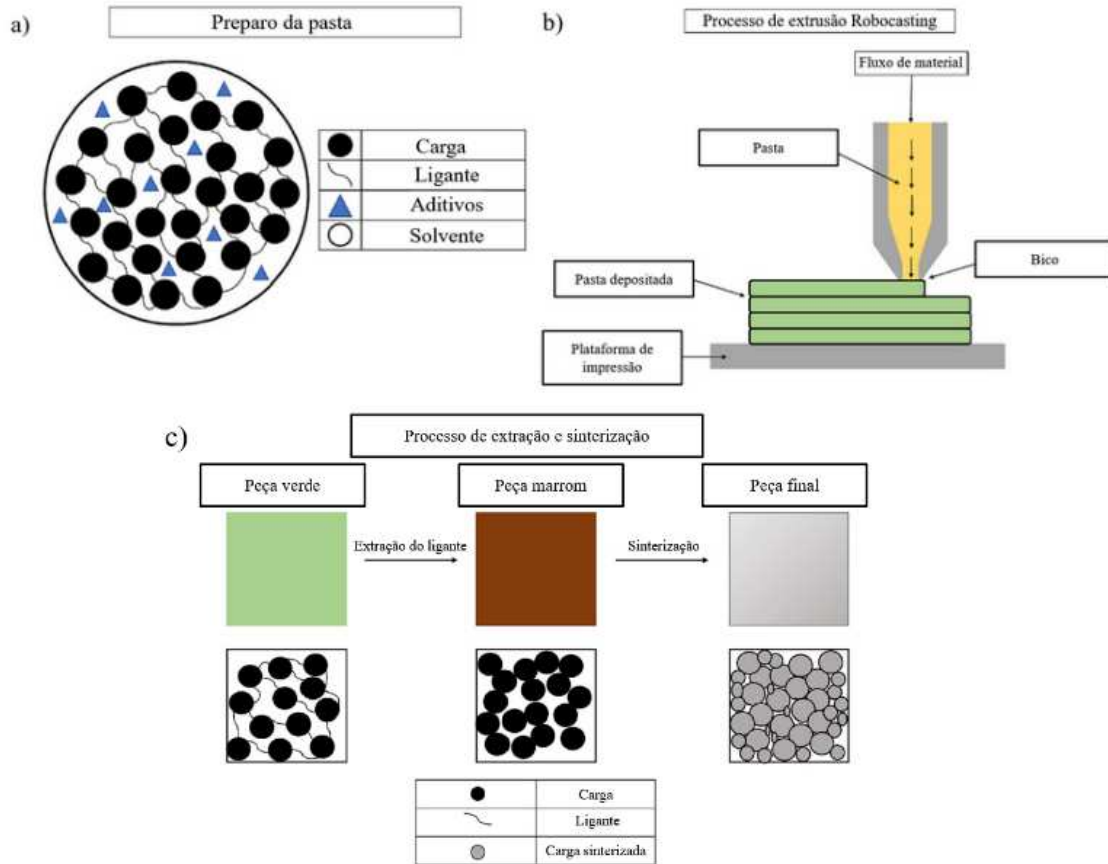 a)
Preparo da pasta
Carga
Ligante
Aditivos
Solvente
b)
Processo de extrusão Robocasting
Fluxo de material
Pasta
Bico
Pasta depositada
Plataforma de
impressão
c)
Processo de extração e sinterização
Peça verde
Peça marrom
Peça final
Extração do ligante
Sinterização
Carga
Ligante
Carga sinterizada